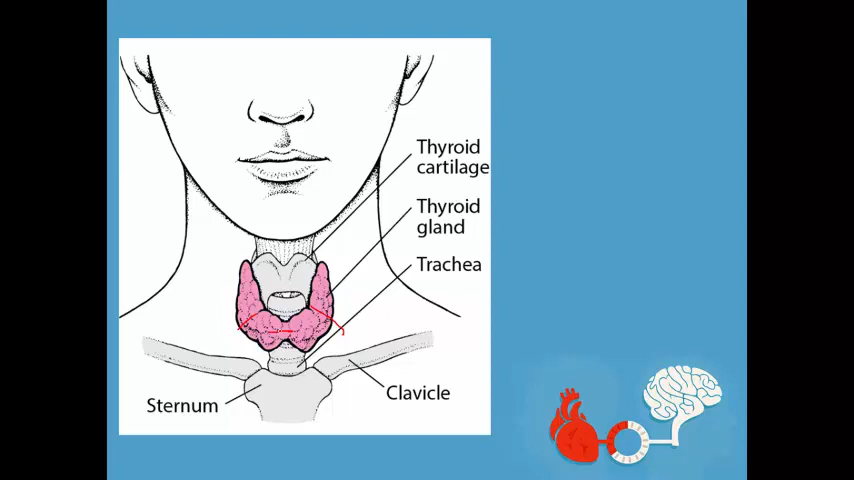 Thyroid
cartilage
Thyroid
gland
Trachea
Clavicle
Sternum